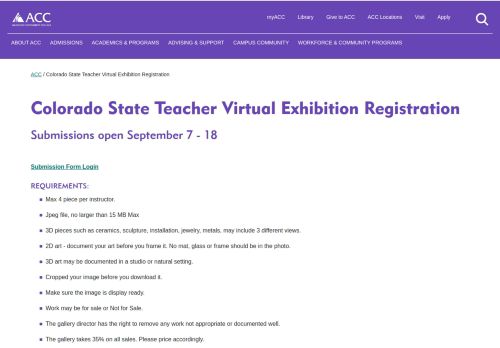 ACC
myACC Library Give to ACC ACC Locations Visit Apply
ABOUT ACC ADMISSIONS ACADEMICS & PROGRAMS ADVISING & SUPPORT CAMPUS COMMUNITY WORKFORCE & COMMUNITY PROGRAMS
ACC / Colorado State Teacher Virtual Exhibition Registration
Colorado State Teacher Virtual Exhibition Registration
Submissions open September 7 - 18
Submission Form Login
REQUIREMENTS:
Max 4 piece per instructor.
Jpeg file, no larger than 15 MB Max
3D pieces such as ceramics, sculpture, installation, jewelry, metals, may include 3 different views.
2D art - document your art before you frame it. No mat, glass or frame should be in the photo.
3D art may be documented in a studio or natural setting.
Cropped your image before you download it.
Make sure the image is display ready.
Work may be for sale or Not for Sale.
The gallery director has the right to remove any work not appropriate or documented well.
The gallery takes 35% on all sales. Please price accordingly.